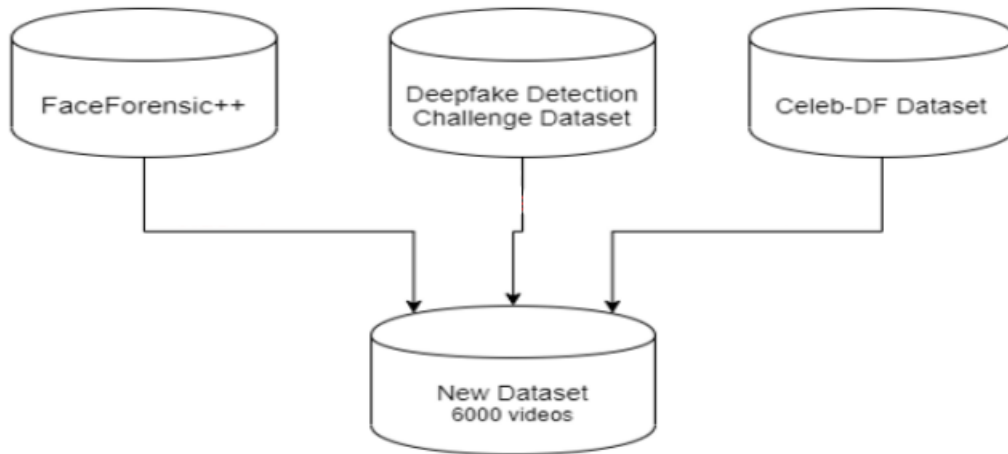 FaceForensic++
Deepfake Detection
Challenge Dataset
Celeb-DF Dataset
New Dataset
6000 videos